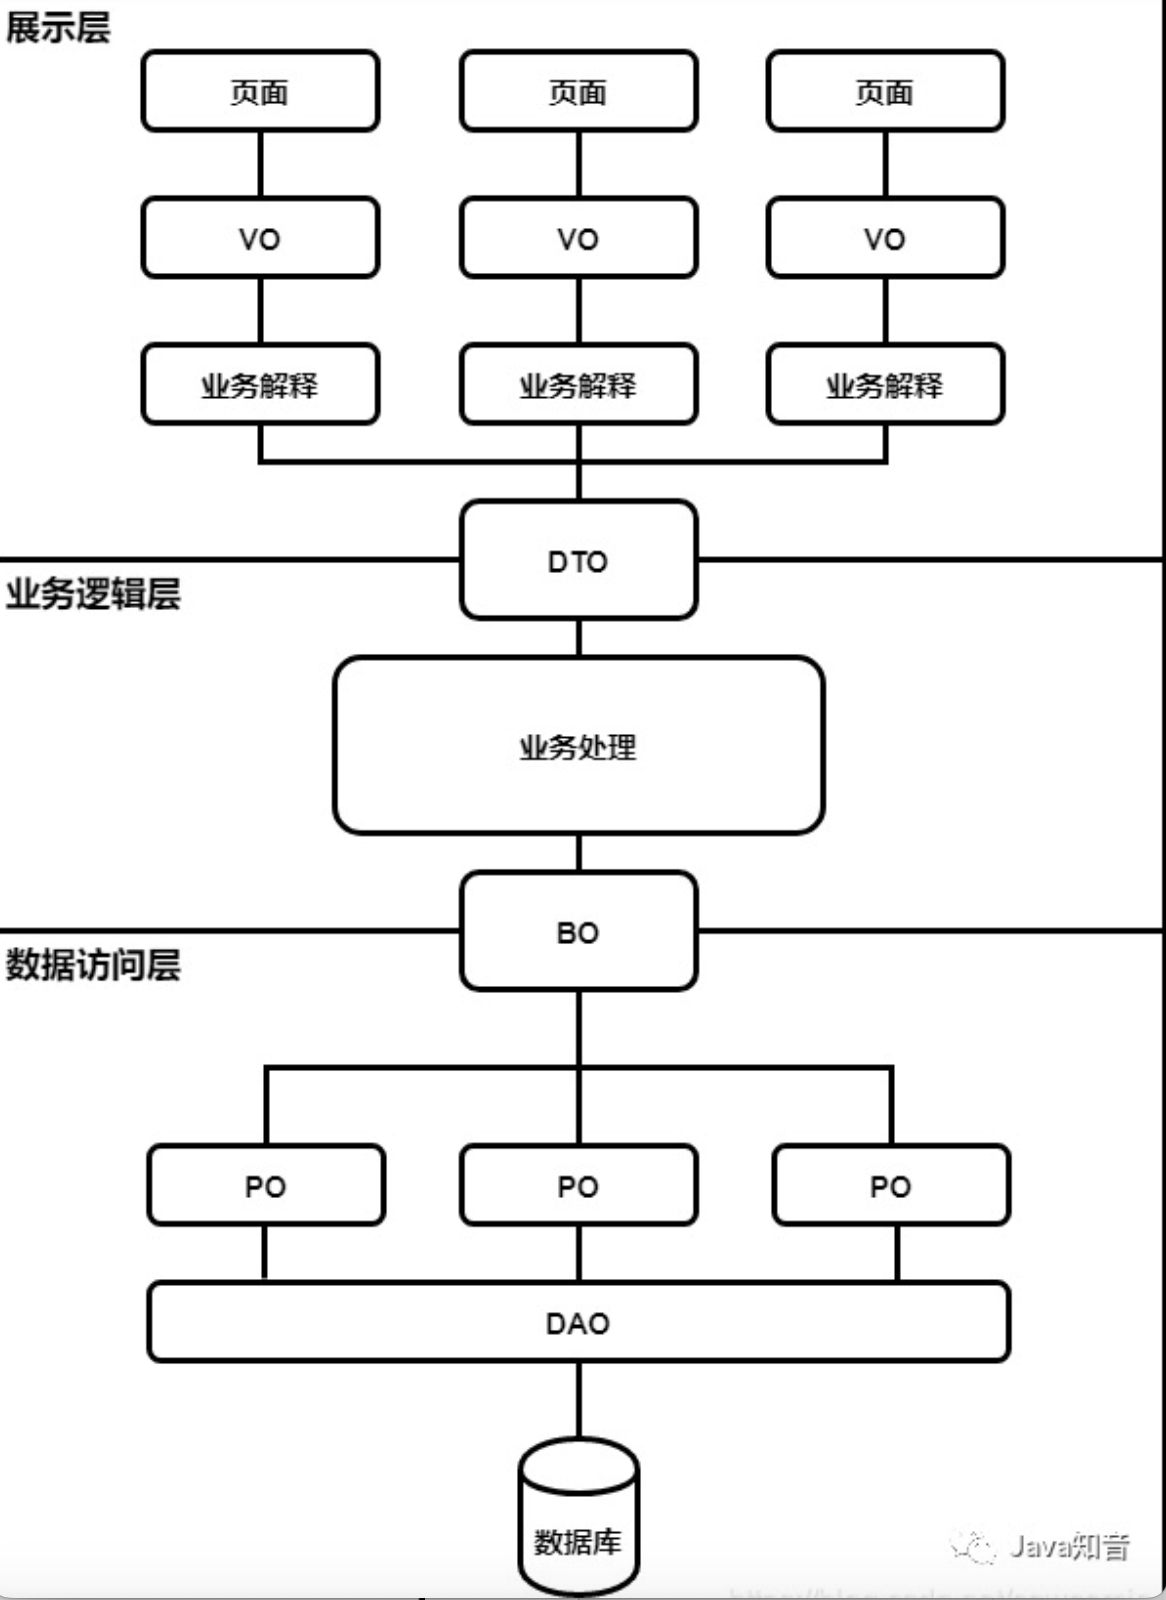 展示层
页面 页面 页面
VO VO VO
业务解释 业务解释 业务解释
DTO
业务逻辑层
业务处理
BO
数据访问层
PO PO PO
DAO
数据库
Java知音